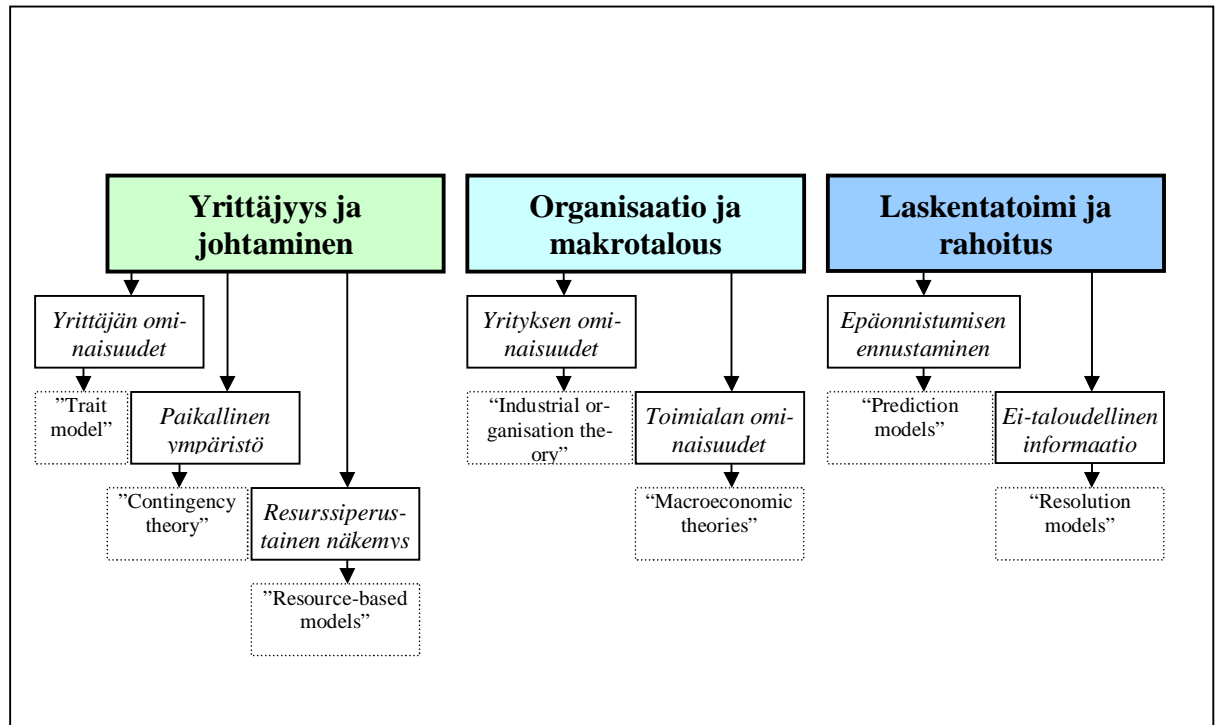 Yrittäjyys ja
johtaminen
Yrittäjän omi-
naisuudet
”Trait
model”
Paikallinen
ympäristö
”Contingency
theory”
Resurssiperus-
tainen näkemys
”Resource-based
models”
Organisaatio ja
makrotalous
Yrityksen omi-
naisuudet
“Industrial or-
ganisation the-
ory”
Toimialan omi-
naisuudet
“Macroeconomic
theories”
Laskentatoimi ja
rahoitus
Epäonnistumisen
ennustaminen
“Prediction
models”
Ei-taloudellinen
informaatio
“Resolution
models”